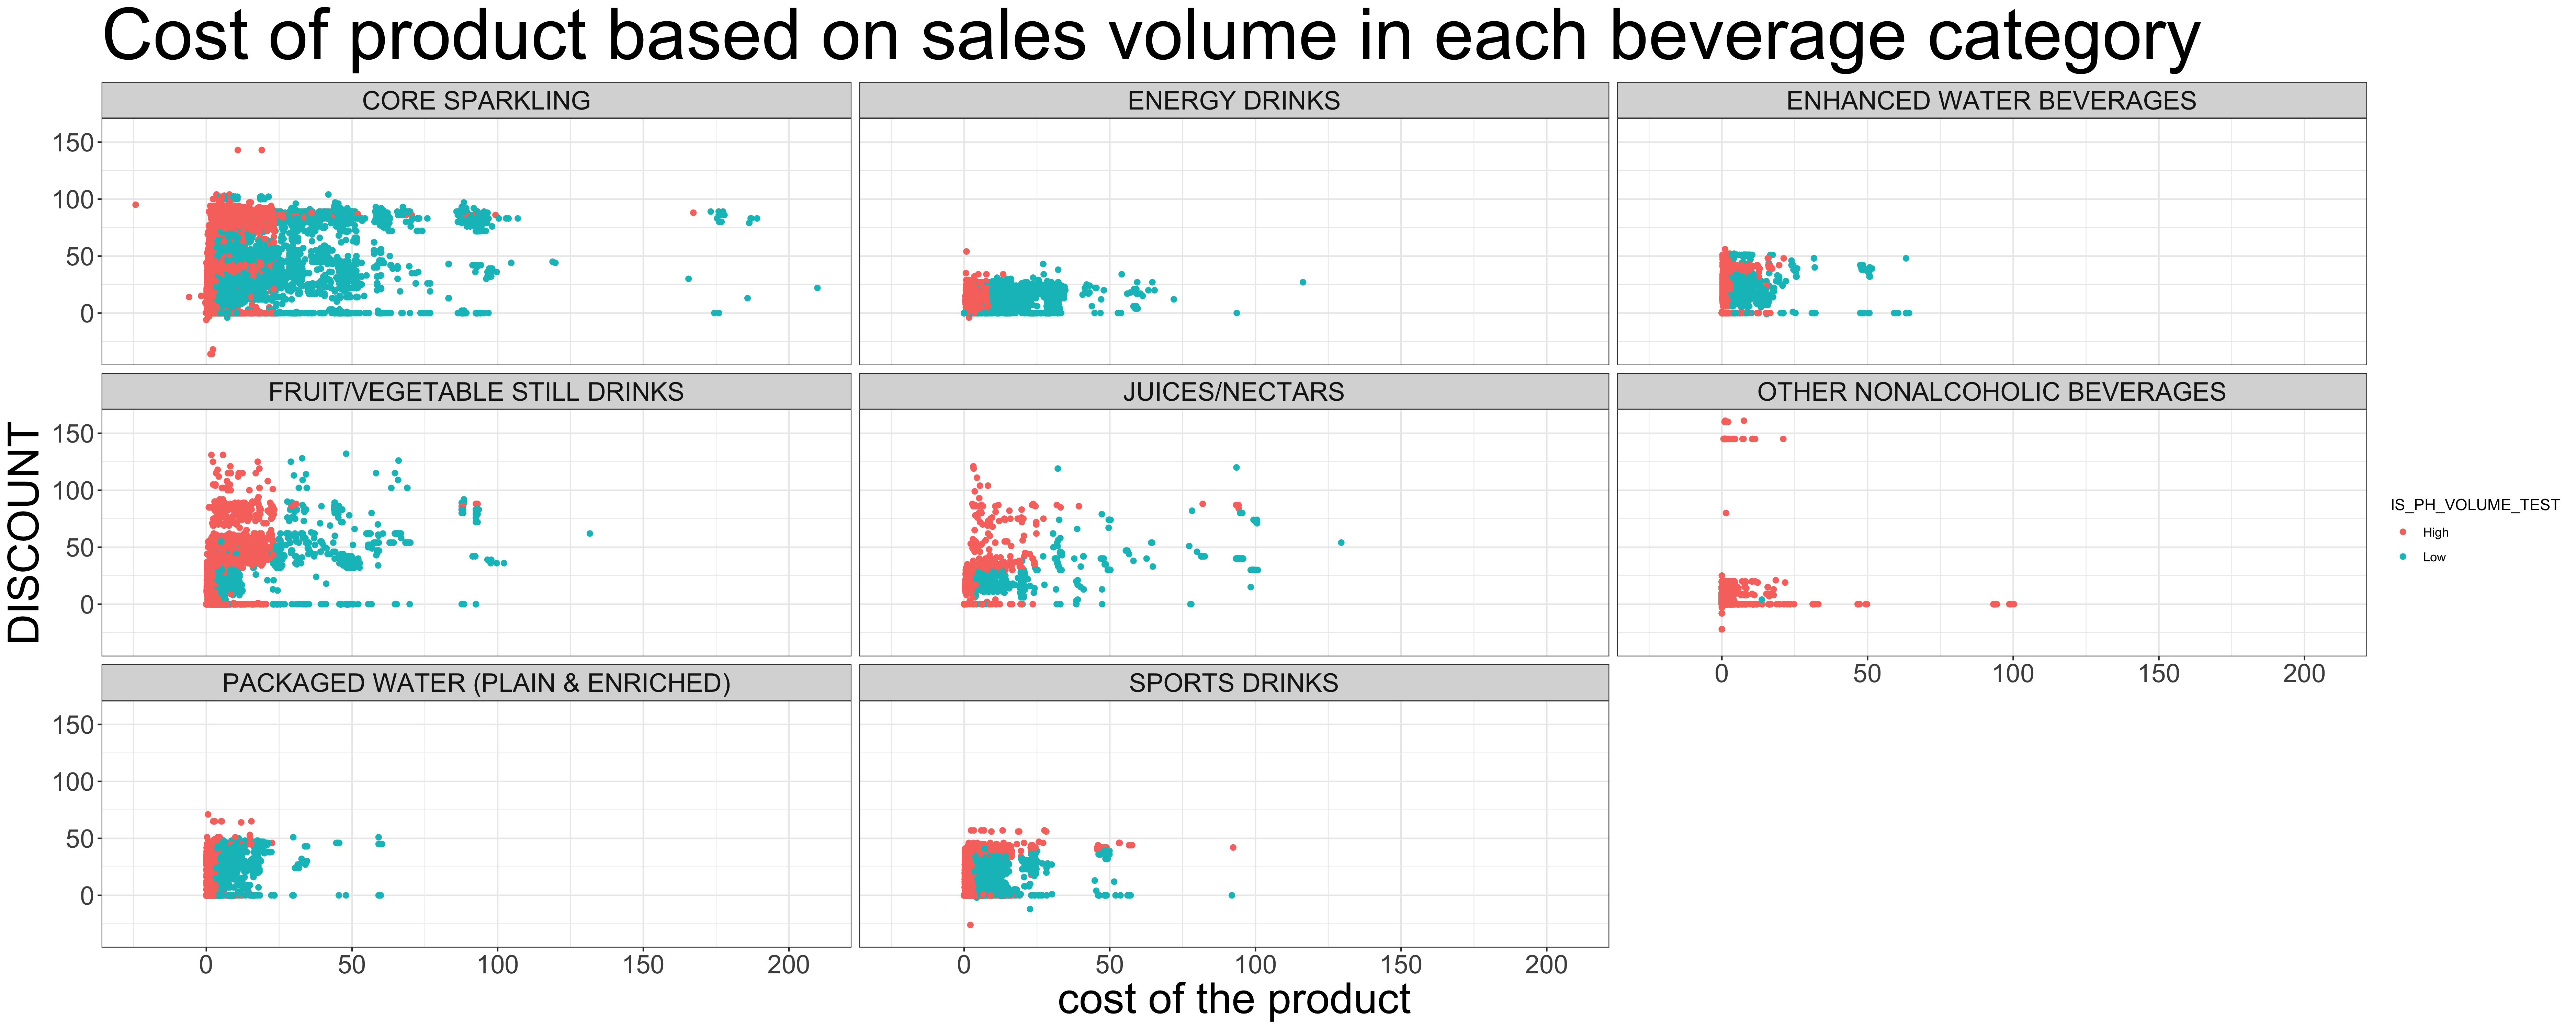 Cost of product based on sales volume in each beverage category
CORE SPARKLING
ENERGY DRINKS
ENHANCED WATER BEVERAGES
150
100
50
0
FRUIT/VEGETABLE STILL DRINKS
JUICES/NECTARS
OTHER NONALCOHOLIC BEVERAGES
150
100
50
0
0 50 100 150 200
PACKAGED WATER (PLAIN & ENRICHED)
SPORTS DRINKS
150
100
50
0
0 50 100 150 200
0 50 100 150 200
DISCOUNT
cost of the product
IS_PH_VOLUME_TEST
High
Low